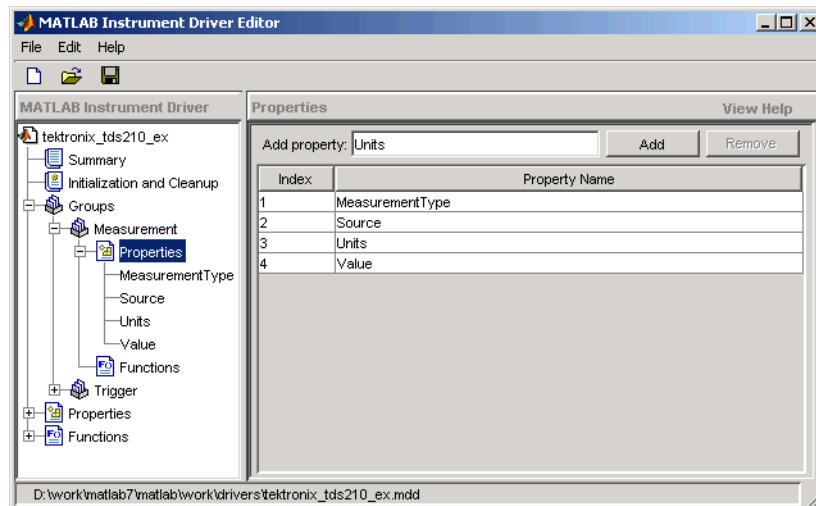 MATLAB Instrument Driver Editor
File Edit Help
MATLAB Instrument Driver
Properties View Help
tektronix_tds210_ex
Summary
Initialization and Cleanup
Groups
Measurement
Properties
MeasurementType
Source
Units
Value
Functions
Trigger
Properties
Functions
Add property: Units Add Remove
Index Property Name
1 MeasurementType
2 Source
3 Units
4 Value
D:\work\matlab7\matlab\work\drivers\tektronix_tds210_ex.mdd